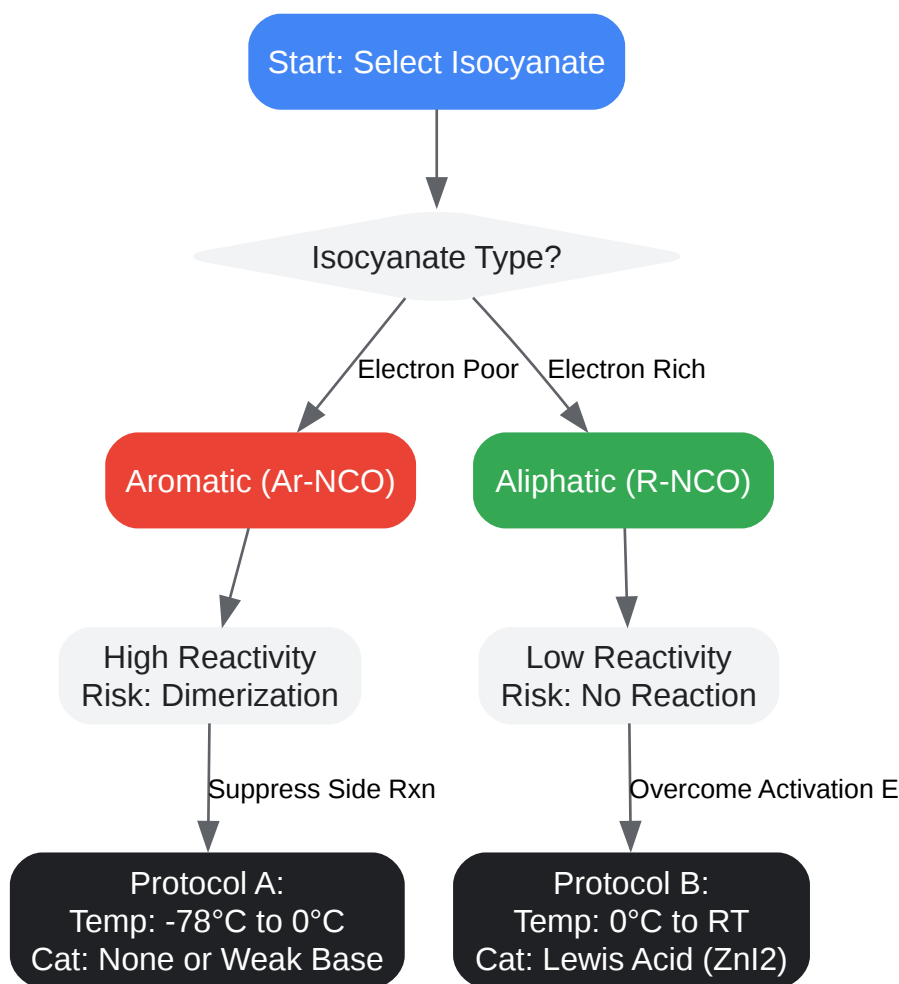 Start: Select Isocyanate
Isocyanate Type?
Electron Poor
Electron Rich
Aromatic (Ar-NCO)
Aliphatic (R-NCO)
High Reactivity
Risk: Dimerization
Low Reactivity
Risk: No Reaction
Suppress Side Rxn
Overcome Activation E
Protocol A:
Temp: -78°C to 0°C
Cat: None or Weak Base
Protocol B:
Temp: 0°C to RT
Cat: Lewis Acid (ZnI2)